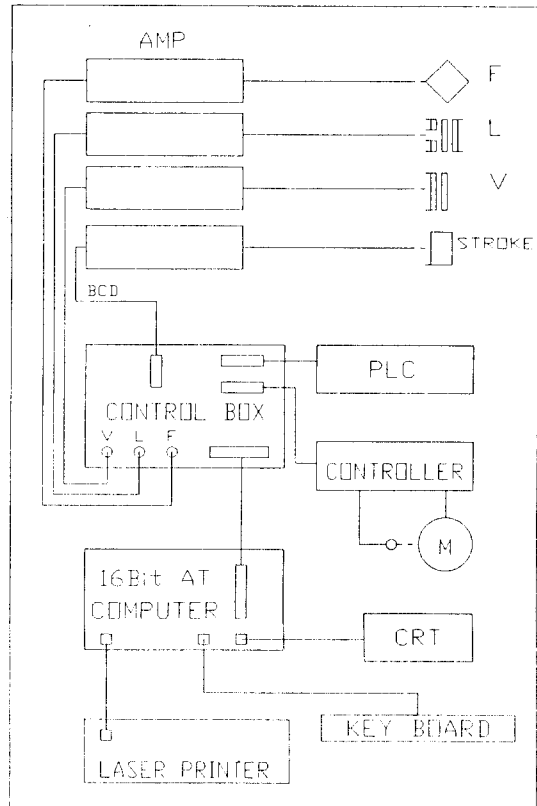 AMP
F
L
V
STROKE
BCD
PLC
CONTROL BOX
V L F
CONTROLLER
M
16Bit AT
COMPUTER
CRT
KEY BOARD
LASER PRINTER